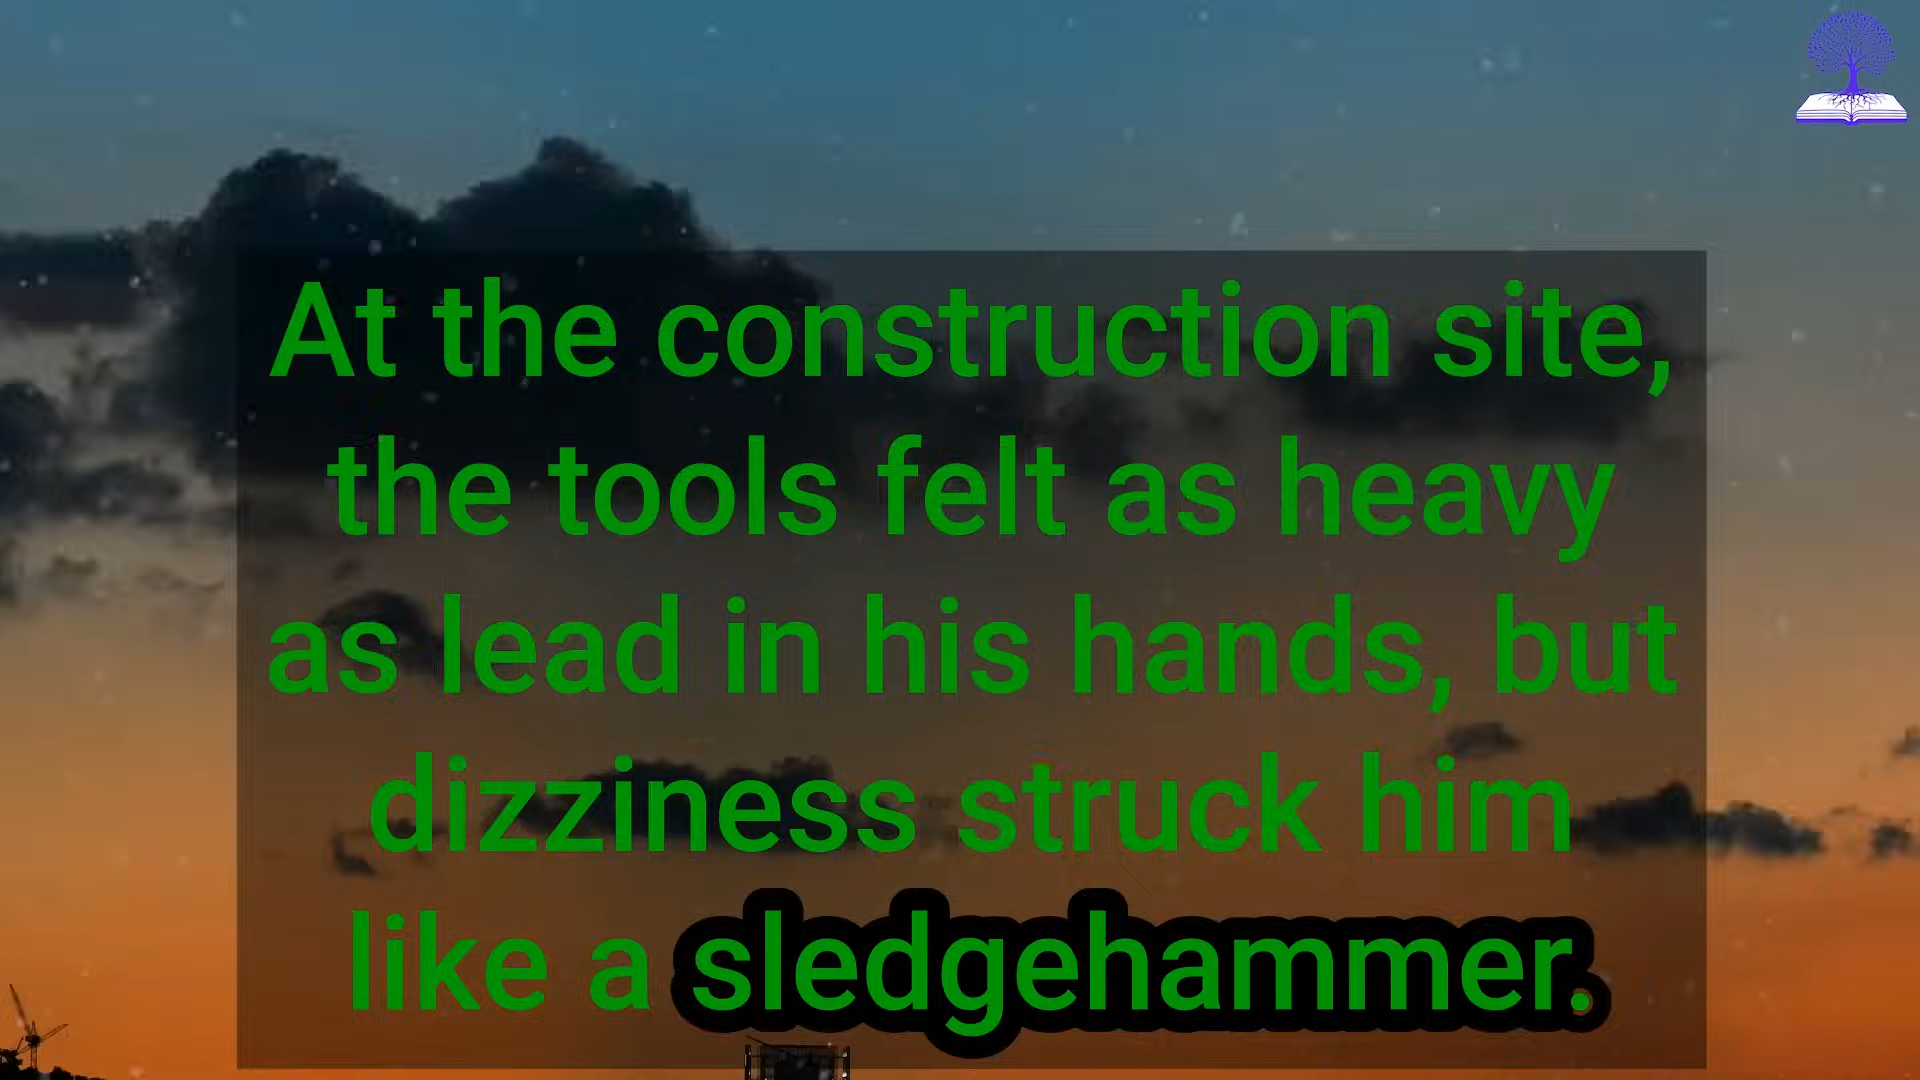 At the construction site,
the tools felt as heavy
as lead in his hands, but
dizziness struck him
like a sledgehammer.